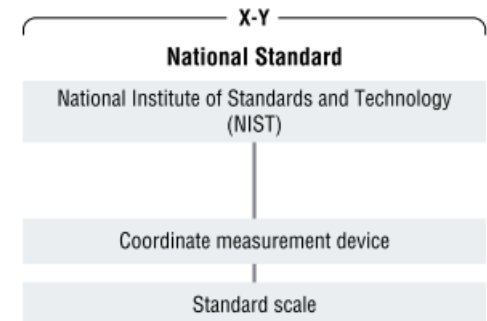 X-Y
National Standard
National Institute of Standards and Technology
(NIST)
Coordinate measurement device
Standard scale